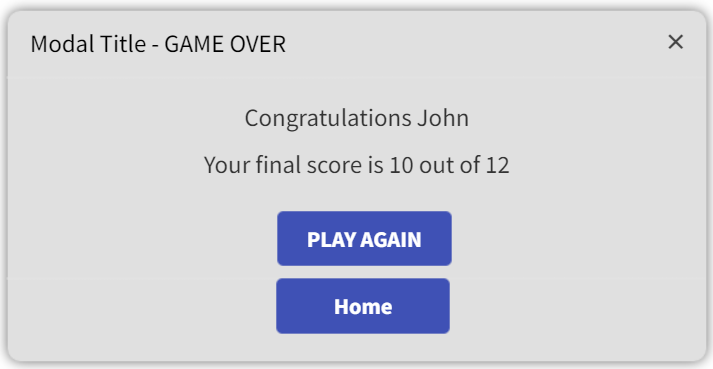 Modal Title - GAME OVER
Congratulations John
Your final score is 10 out of 12
PLAY AGAIN
Home